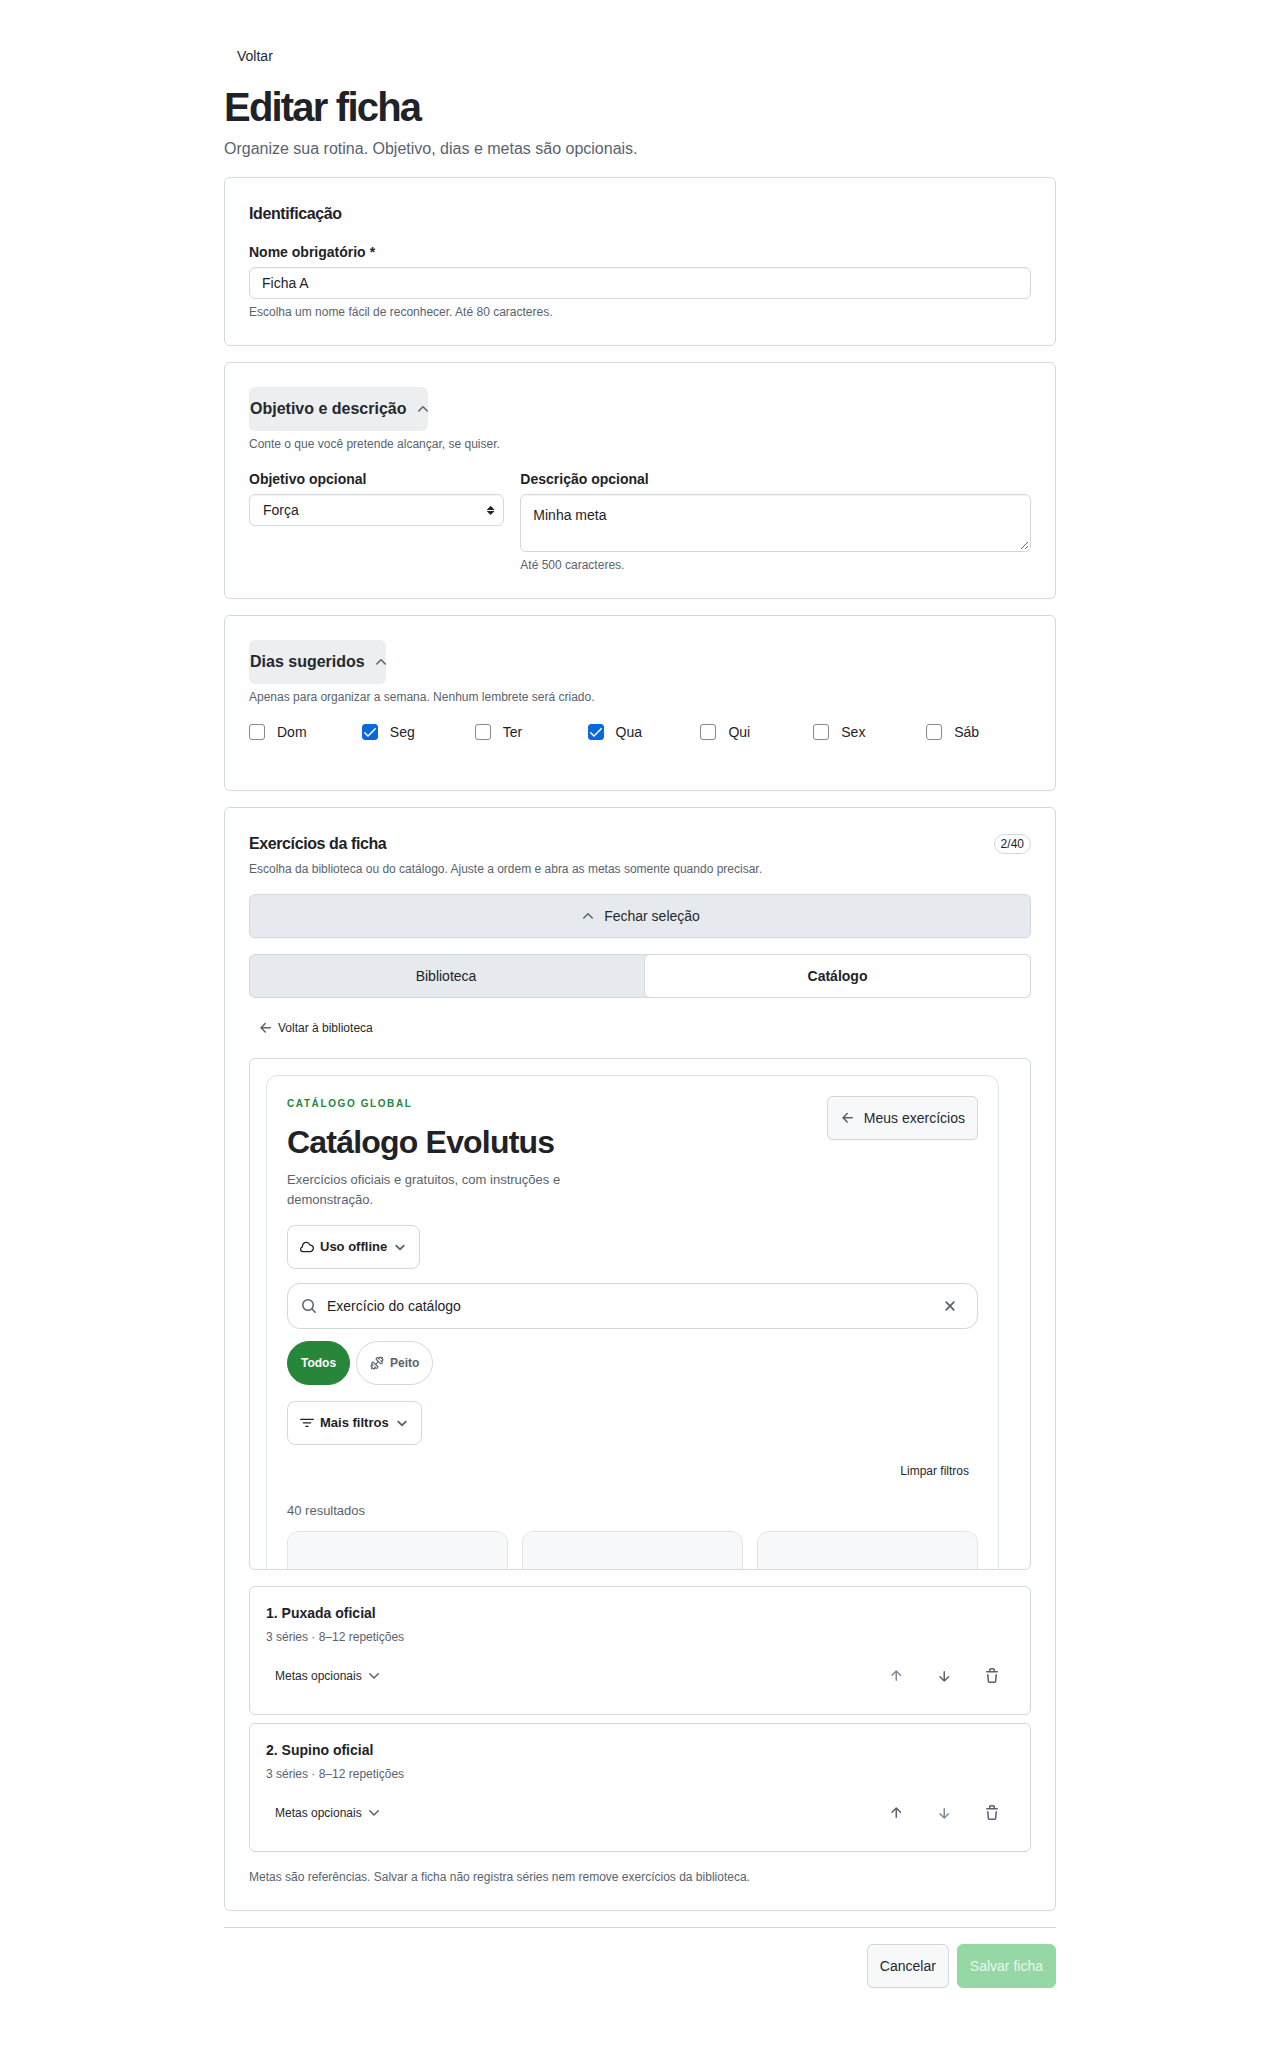 Voltar
Editar ficha
Organize sua rotina. Objetivo, dias e metas são opcionais.
Identificação
Nome obrigatório *
Ficha A
Escolha um nome fácil de reconhecer. Até 80 caracteres.
Objetivo e descrição
Conte o que você pretende alcançar, se quiser.
Objetivo opcional
Descrição opcional
Força
Minha meta
Até 500 caracteres.
Dias sugeridos
Apenas para organizar a semana. Nenhum lembrete será criado.
Dom Seg Ter Qua Qui Sex Sáb
Exercícios da ficha
2/40
Escolha da biblioteca ou do catálogo. Ajuste a ordem e abra as metas somente quando precisar.
Fechar seleção
Biblioteca Catálogo
Voltar à biblioteca
CATÁLOGO GLOBAL
Meus exercícios
Catálogo Evolutus
Exercícios oficiais e gratuitos, com instruções e
demonstração.
Uso offline
Exercício do catálogo
Todos Peito
Mais filtros
Limpar filtros
40 resultados
1. Puxada oficial
3 séries · 8–12 repetições
Metas opcionais
2. Supino oficial
3 séries · 8–12 repetições
Metas opcionais
Metas são referências. Salvar a ficha não registra séries nem remove exercícios da biblioteca.
Cancelar Salvar ficha